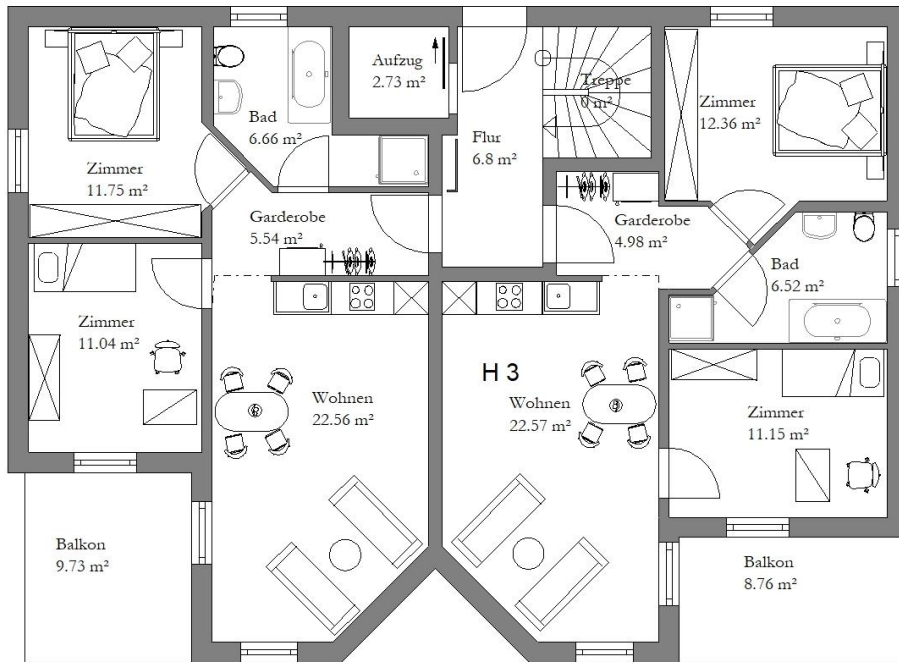 Aufzug
2.73 m²
Treppe
0 m²
Zimmer
12.36 m²
Bad
6.66 m²
Flur
6.8 m²
Zimmer
11.75 m²
Garderobe
5.54 m²
Garderobe
4.98 m²
Bad
6.52 m²
Zimmer
11.04 m²
H 3
Wohnen
22.56 m²
Wohnen
22.57 m²
Zimmer
11.15 m²
Balkon
9.73 m²
Balkon
8.76 m²